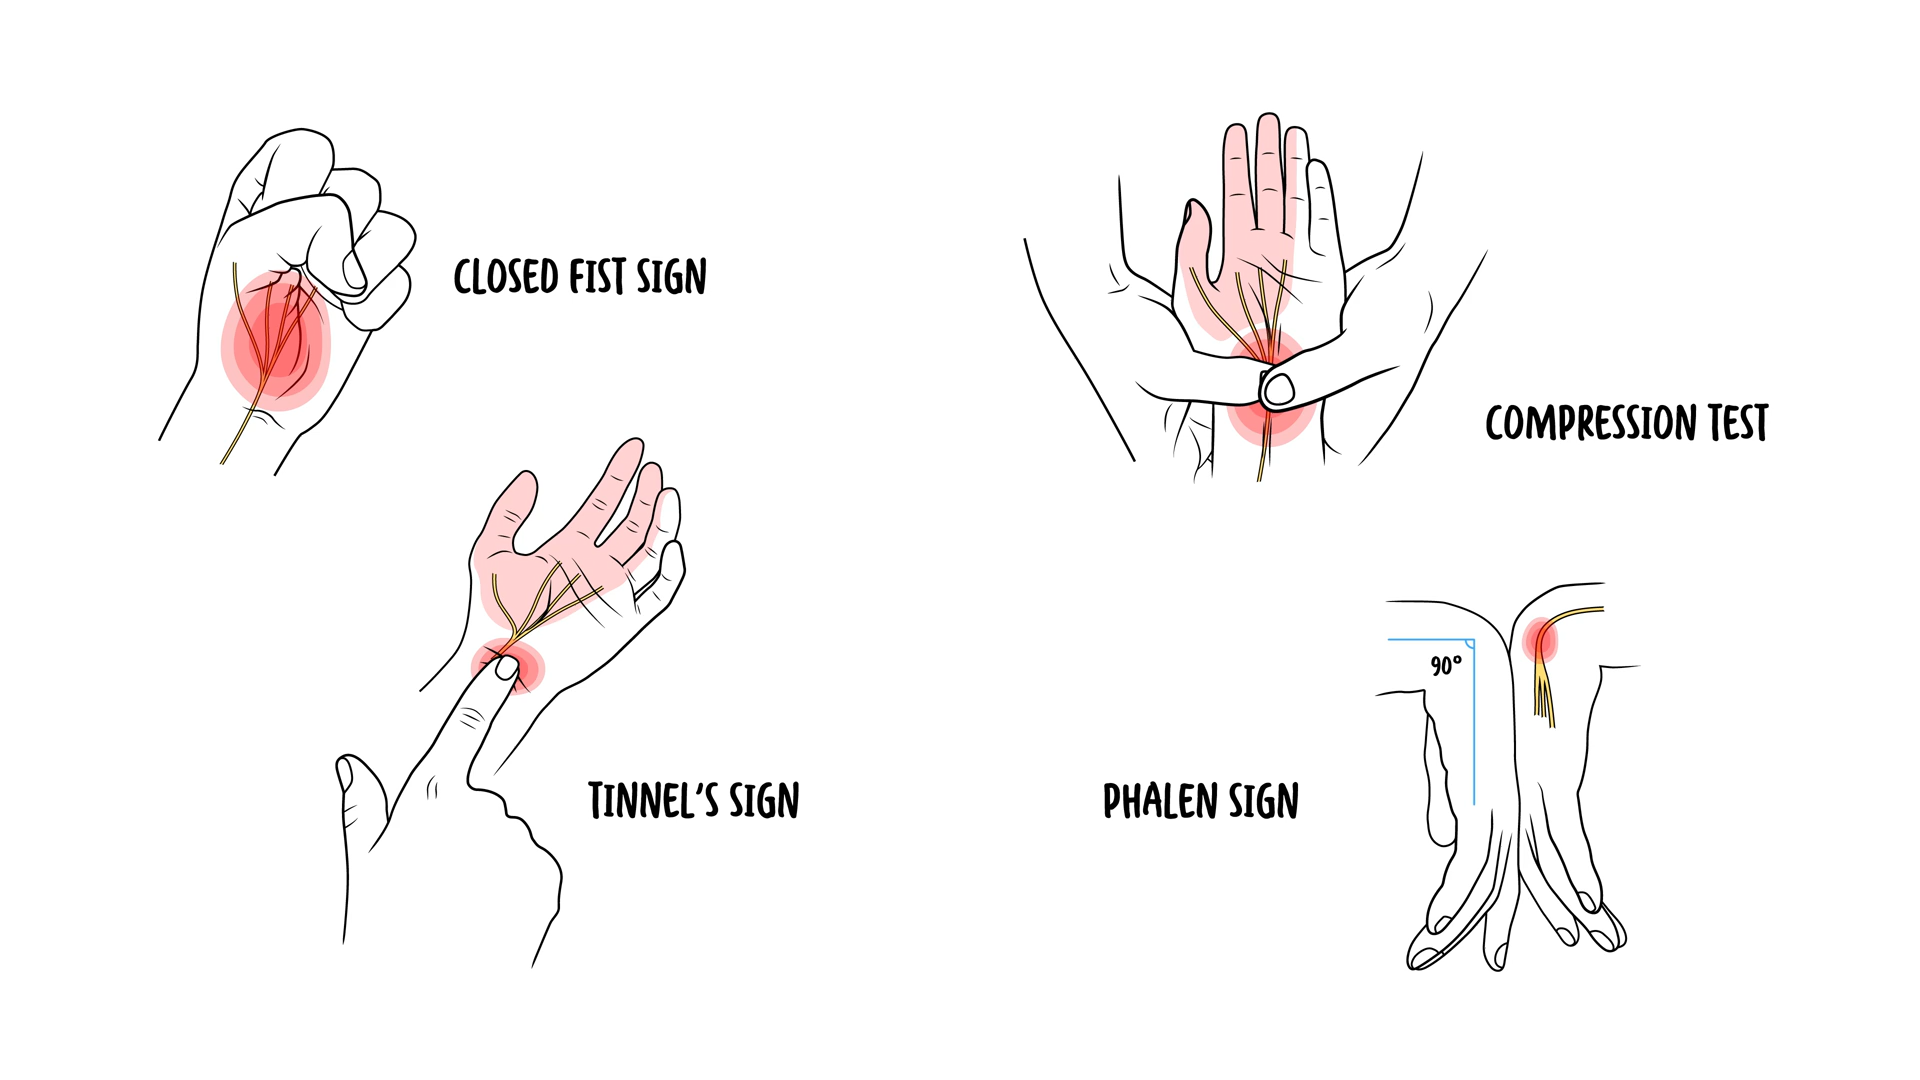 CLOSED FIST SIGN
COMPRESSION TEST
90°
TINNEL'S SIGN
PHALEN SIGN